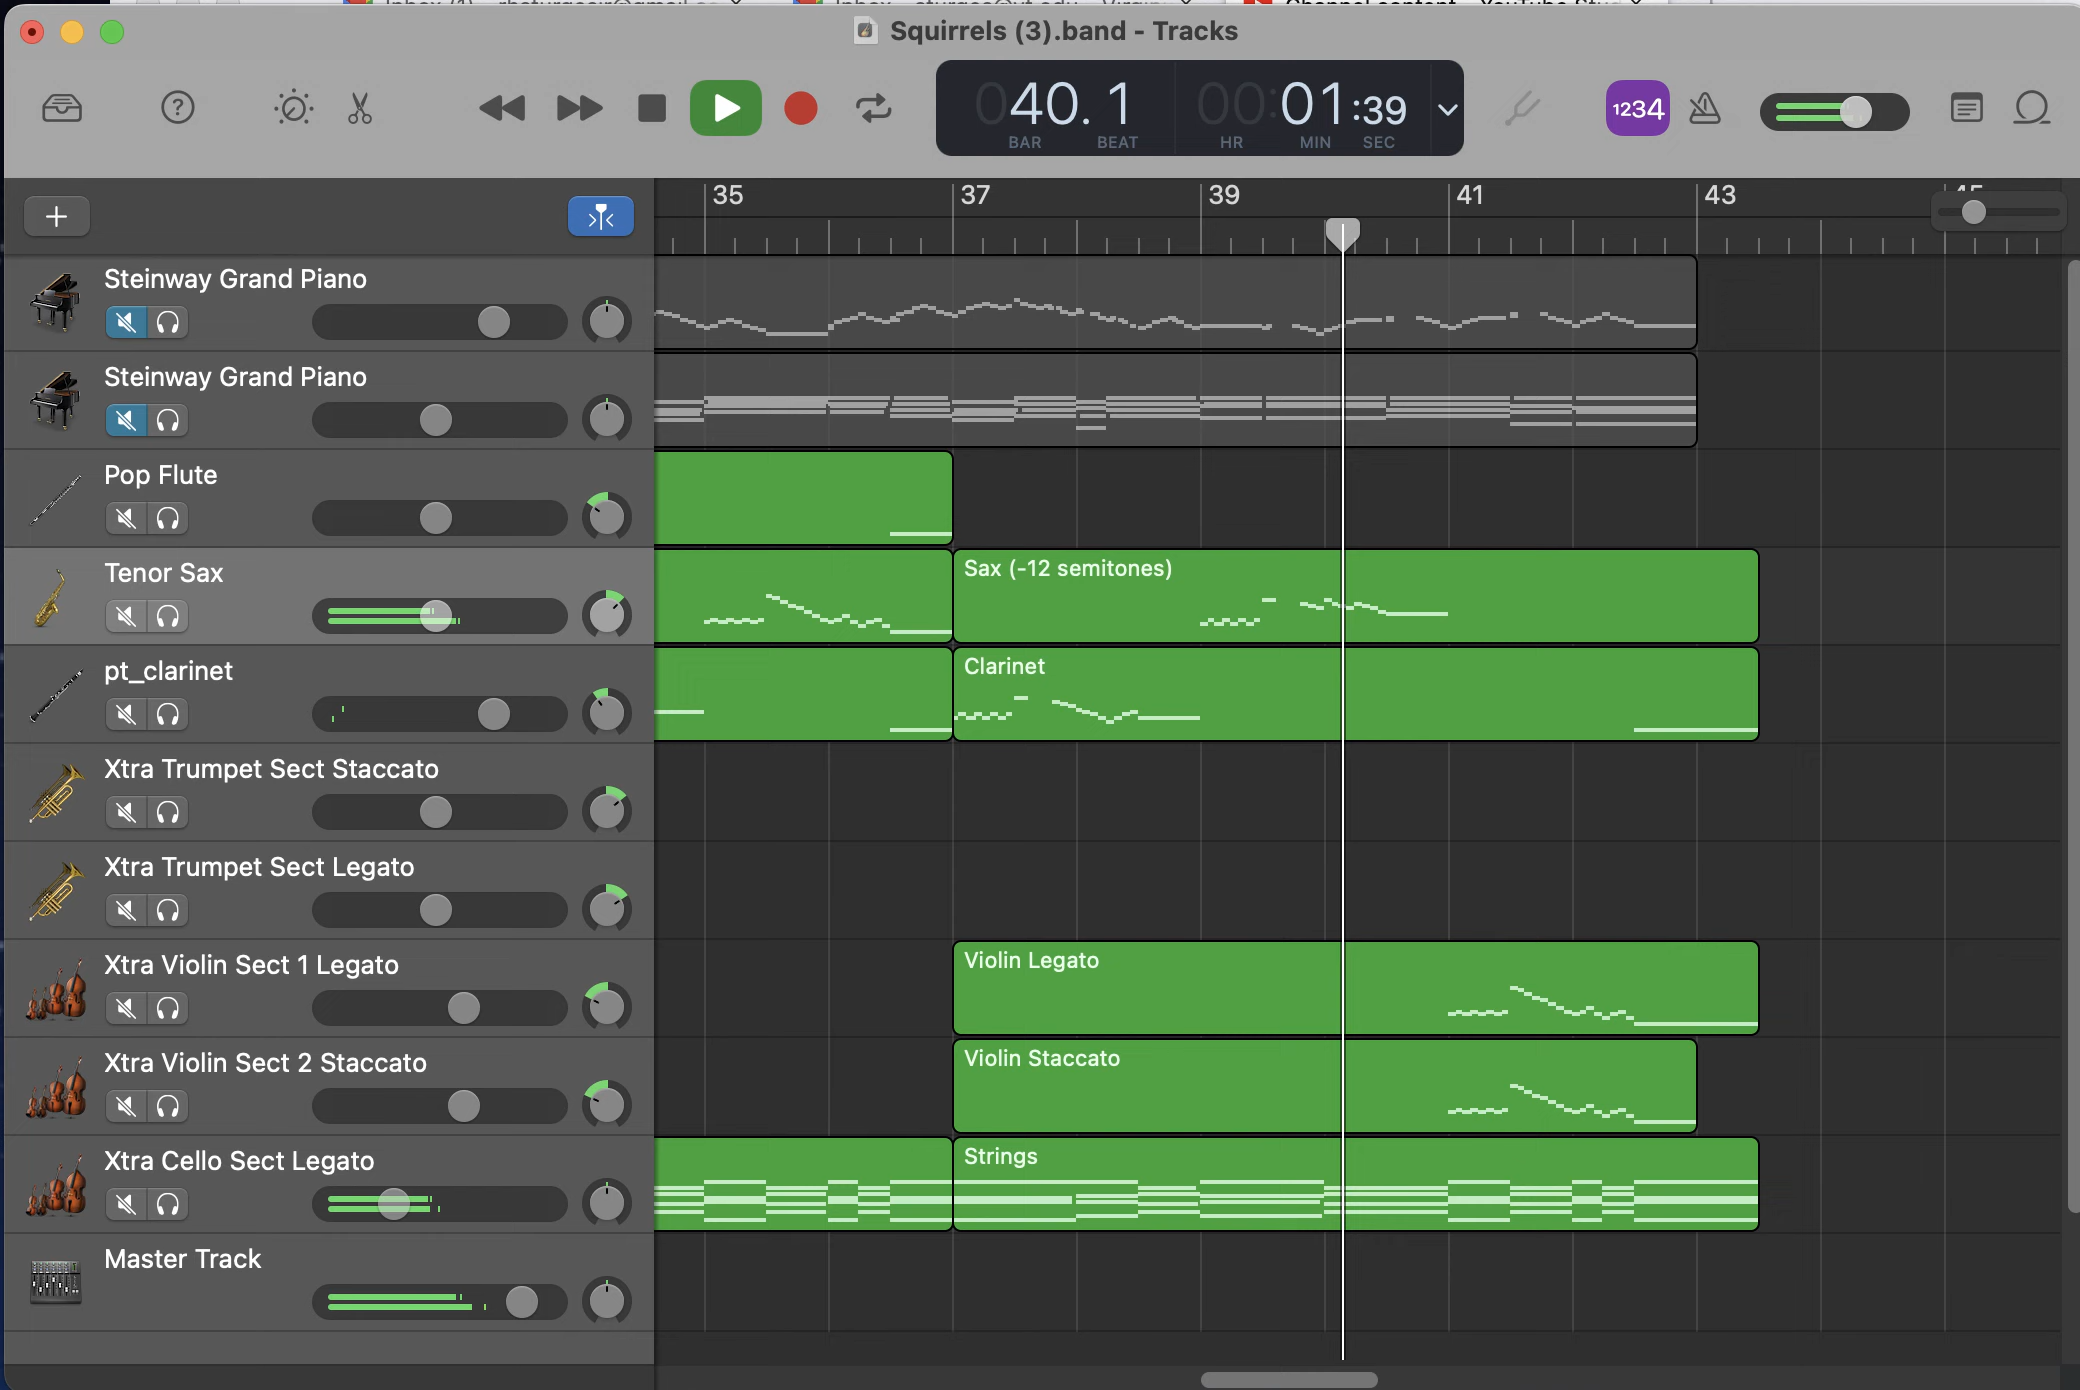 Squirrels (3).band - Tracks
040. 1 00:01:39
BAR BEAT HR MIN SEC
1234
35 37 39 41 43 45
Steinway Grand Piano
Steinway Grand Piano
Pop Flute
Tenor Sax
Sax (-12 semitones)
pt_clarinet
Clarinet
Xtra Trumpet Sect Staccato
Xtra Trumpet Sect Legato
Xtra Violin Sect 1 Legato
Violin Legato
Xtra Violin Sect 2 Staccato
Violin Staccato
Xtra Cello Sect Legato
Strings
Master Track